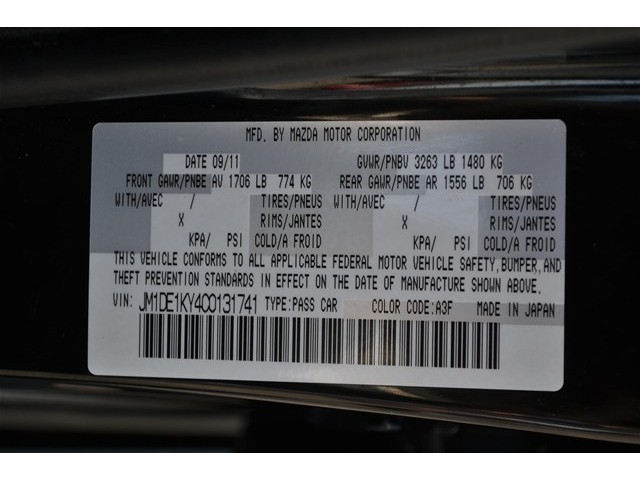 MFD. BY MAZDA MOTOR CORPORATION
DATE 09/11 GVWR/PNBV 3263 LB 1480 KG
FRONT GAWR/PNBE AV 1706 LB 774 KG REAR GAWR/PNBE AR 1556 LB 706 KG
WITH/AVEC / TIRES/PNEUS WITH/AVEC / TIRES/PNEUS
X RIMS/JANTES X RIMS/JANTES
KPA/ PSI COLD/A FROID KPA/ PSI COLD/A FROID
THIS VEHICLE CONFORMS TO ALL APPLICABLE FEDERAL MOTOR VEHICLE SAFETY,BUMPER,AND
THEFT PREVENTION STANDARDS IN EFFECT ON THE DATE OF MANUFACTURE SHOWN ABOVE.
VIN: JM1DE1KY4C0131741 TYPE:PASS CAR COLOR CODE:A3F MADE IN JAPAN